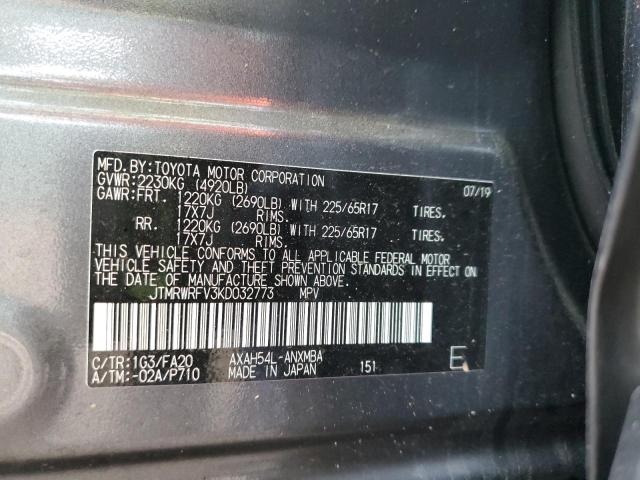 MFD.BY:TOYOTA MOTOR CORPORATION 07/19
GVWR:2230KG (4920LB)
GAWR:FRT. 1220KG (2690LB) WITH 225/65R17 TIRES.
17X7J RIMS.
RR. 1220KG (2690LB) WITH 225/65R17 TIRES.
17X7J RIMS.
THIS VEHICLE CONFORMS TO ALL APPLICABLE FEDERAL MOTOR
VEHICLE SAFETY AND THEFT PREVENTION STANDARDS IN EFFECT ON
THE DATE OF MANUFACTURE SHOWN ABOVE.
JTMRWRFV3KD032773 MPV
C/TR:1G3/FA20 AXAH54L-ANXMBA
A/TM:-02A/P710 MADE IN JAPAN 151 E